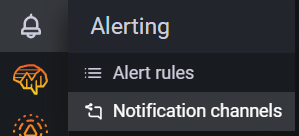 Alerting
Alert rules
Notification channels